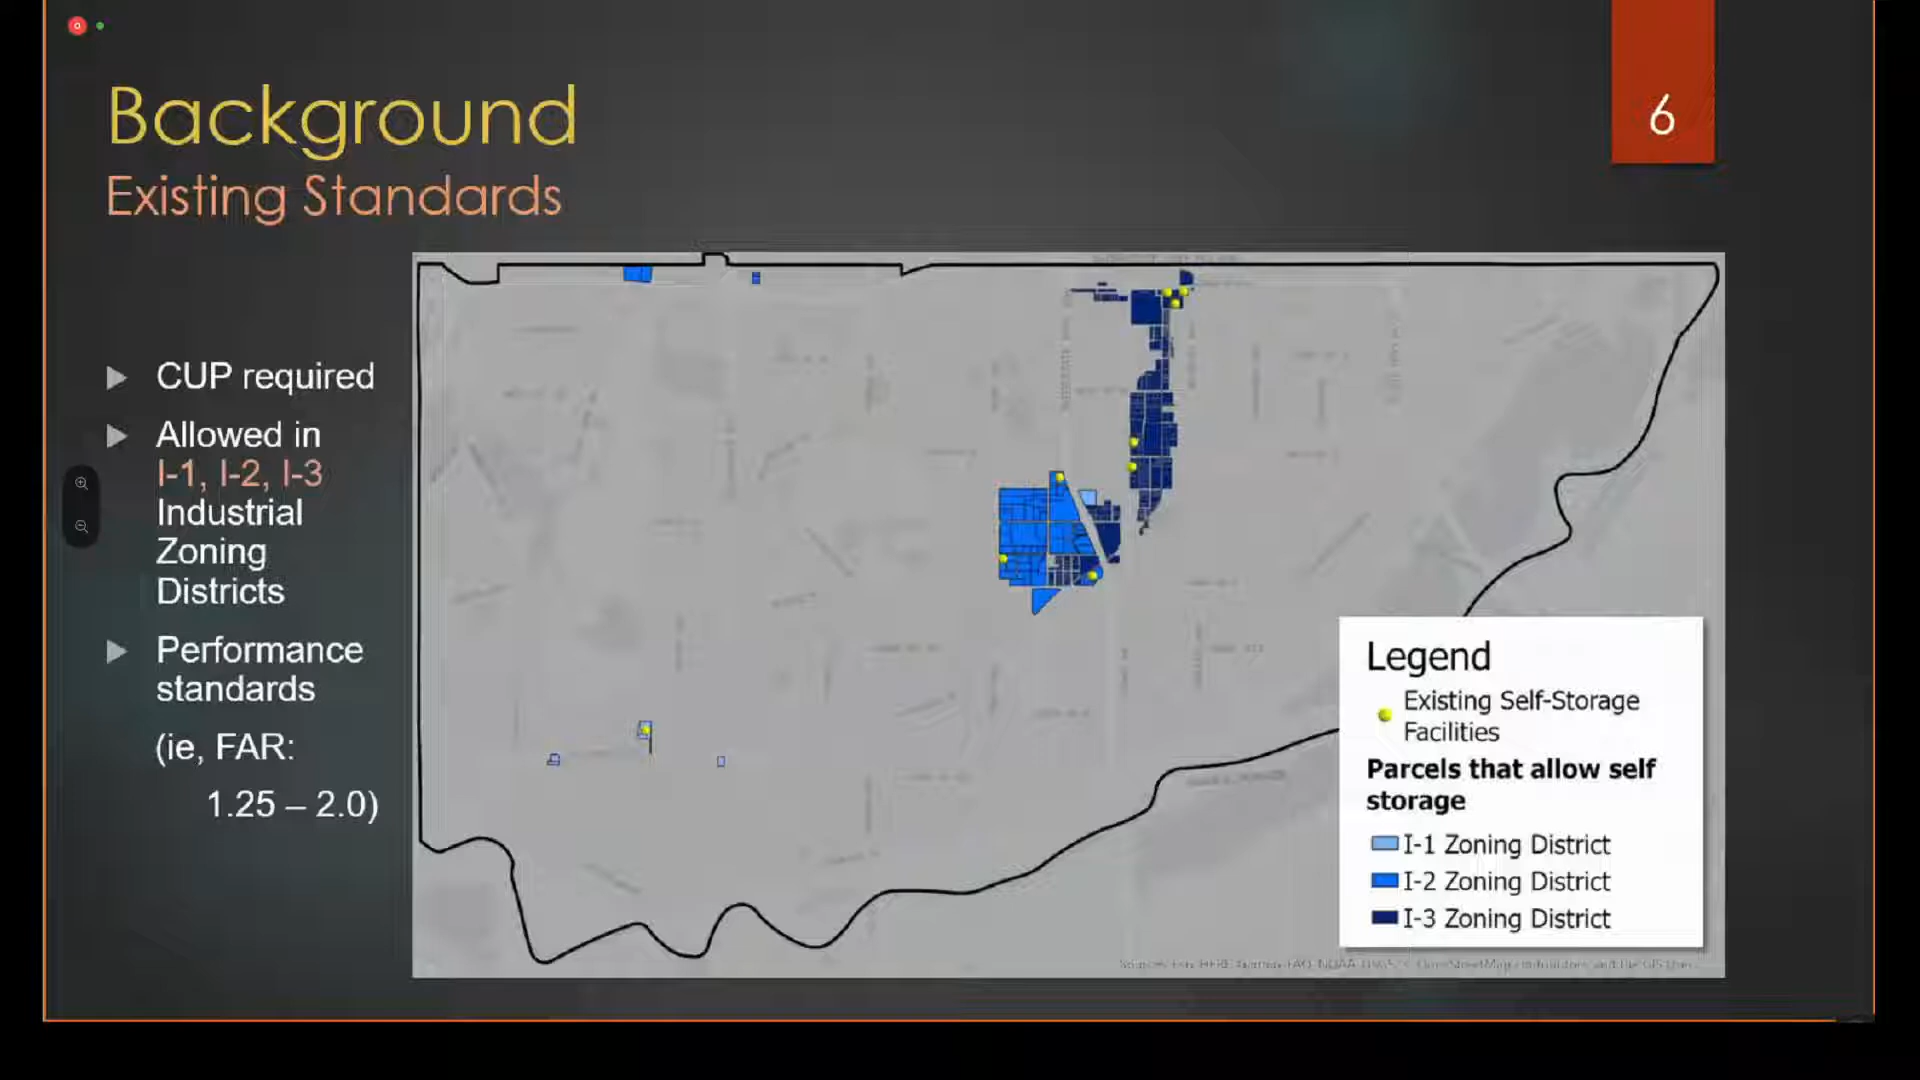 6
Background
Existing Standards
CUP required
Allowed in
I-1, I-2, I-3
Industrial
Zoning
Districts
Performance
standards
(ie, FAR:
1.25 – 2.0)
Legend
Existing Self-Storage
Facilities
Parcels that allow self
storage
I-1 Zoning District
I-2 Zoning District
I-3 Zoning District